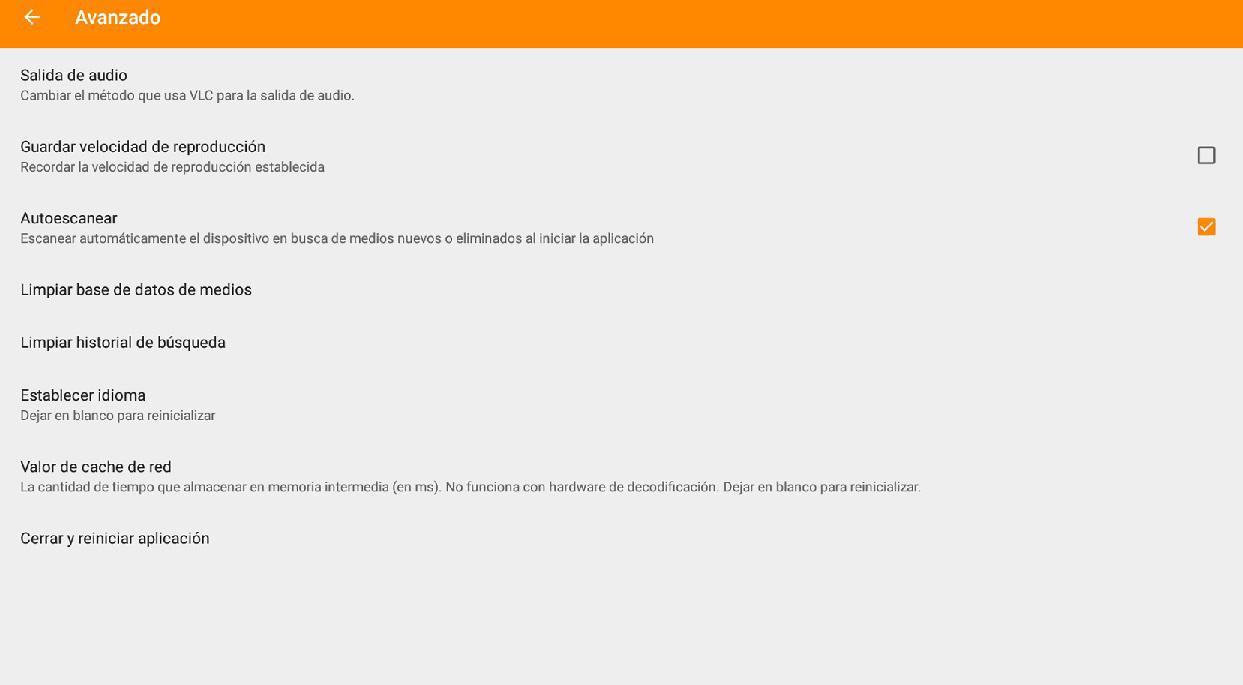 Avanzado
Salida de audio
Cambiar el método que usa VLC para la salida de audio.
Guardar velocidad de reproducción
Recordar la velocidad de reproducción establecida
Autoescanear
Escanear automáticamente el dispositivo en busca de medios nuevos o eliminados al iniciar la aplicación
Limpiar base de datos de medios
Limpiar historial de búsqueda
Establecer idioma
Dejar en blanco para reinicializar
Valor de cache de red
La cantidad de tiempo que almacenar en memoria intermedia (en ms). No funciona con hardware de decodificación. Dejar en blanco para reinicializar.
Cerrar y reiniciar aplicación